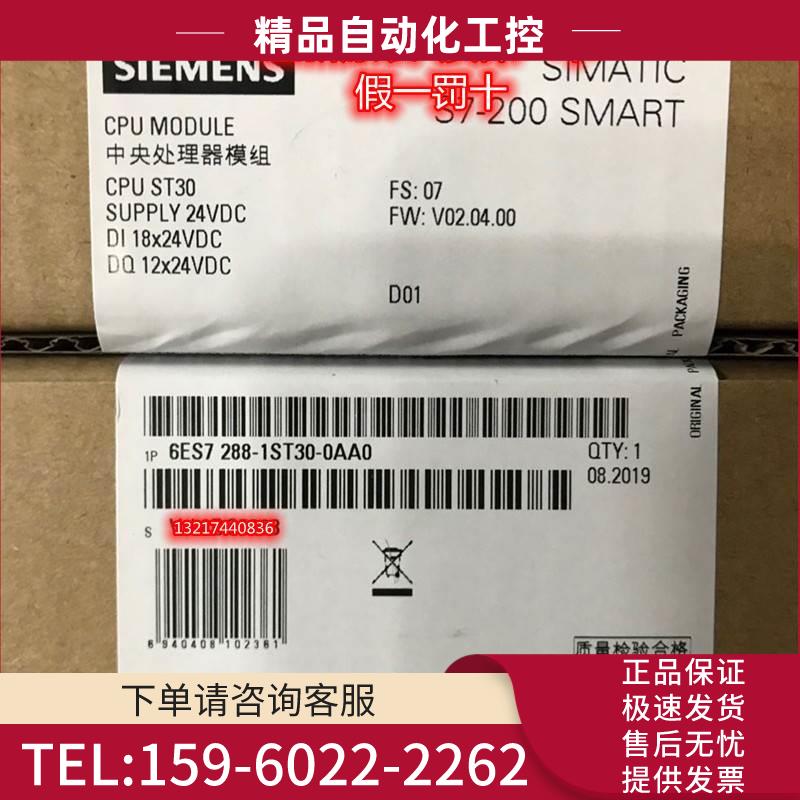 精品自动化工控
SIEMENS
SIMATIC
假一罚十
S7-200 SMART
CPU MODULE
中央处理器模组
CPU ST30
SUPPLY 24VDC
DI 18x24VDC
DQ 12x24VDC
FS: 07
FW: V02.04.00
D01
ORIGINAL PACKAGING
1P 6ES7 288-1ST30-0AA0
QTY: 1
08.2019
S 13217440836
6 940408 102361
质量检验合格
下单请咨询客服
TEL:159-6022-2262
正品保证
极速发货
售后无忧
提供发票